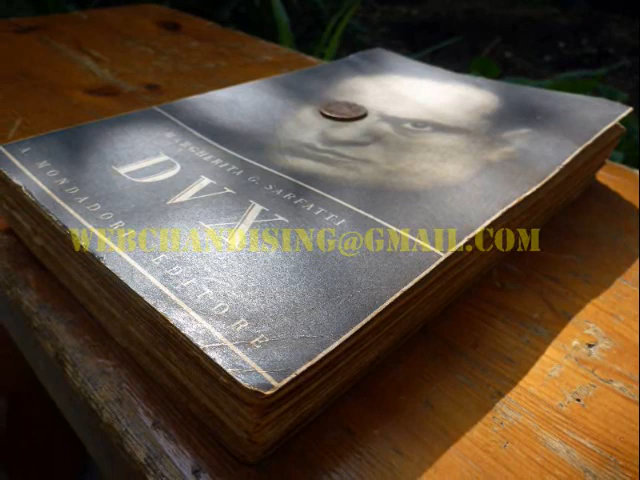 MARGHERITA G. SARFATTI
DVX
A. MONDADORI EDITORE
WEBCHANDISING@GMAIL.COM